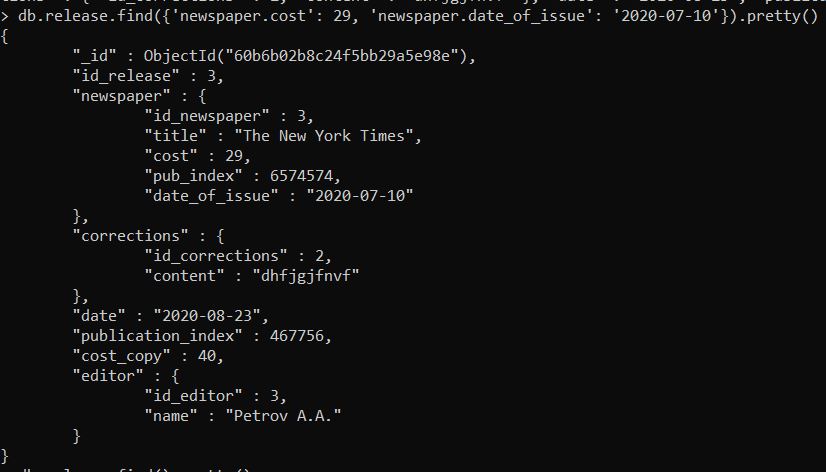 > db.release.find({'newspaper.cost': 29, 'newspaper.date_of_issue': '2020-07-10'}).pretty()
{
        "_id" : ObjectId("60b6b02b8c24f5bb29a5e98e"),
        "id_release" : 3,
        "newspaper" : {
                "id_newspaper" : 3,
                "title" : "The New York Times",
                "cost" : 29,
                "pub_index" : 6574574,
                "date_of_issue" : "2020-07-10"
        },
        "corrections" : {
                "id_corrections" : 2,
                "content" : "dhfjgjfnvf"
        },
        "date" : "2020-08-23",
        "publication_index" : 467756,
        "cost_copy" : 40,
        "editor" : {
                "id_editor" : 3,
                "name" : "Petrov A.A."
        }
}